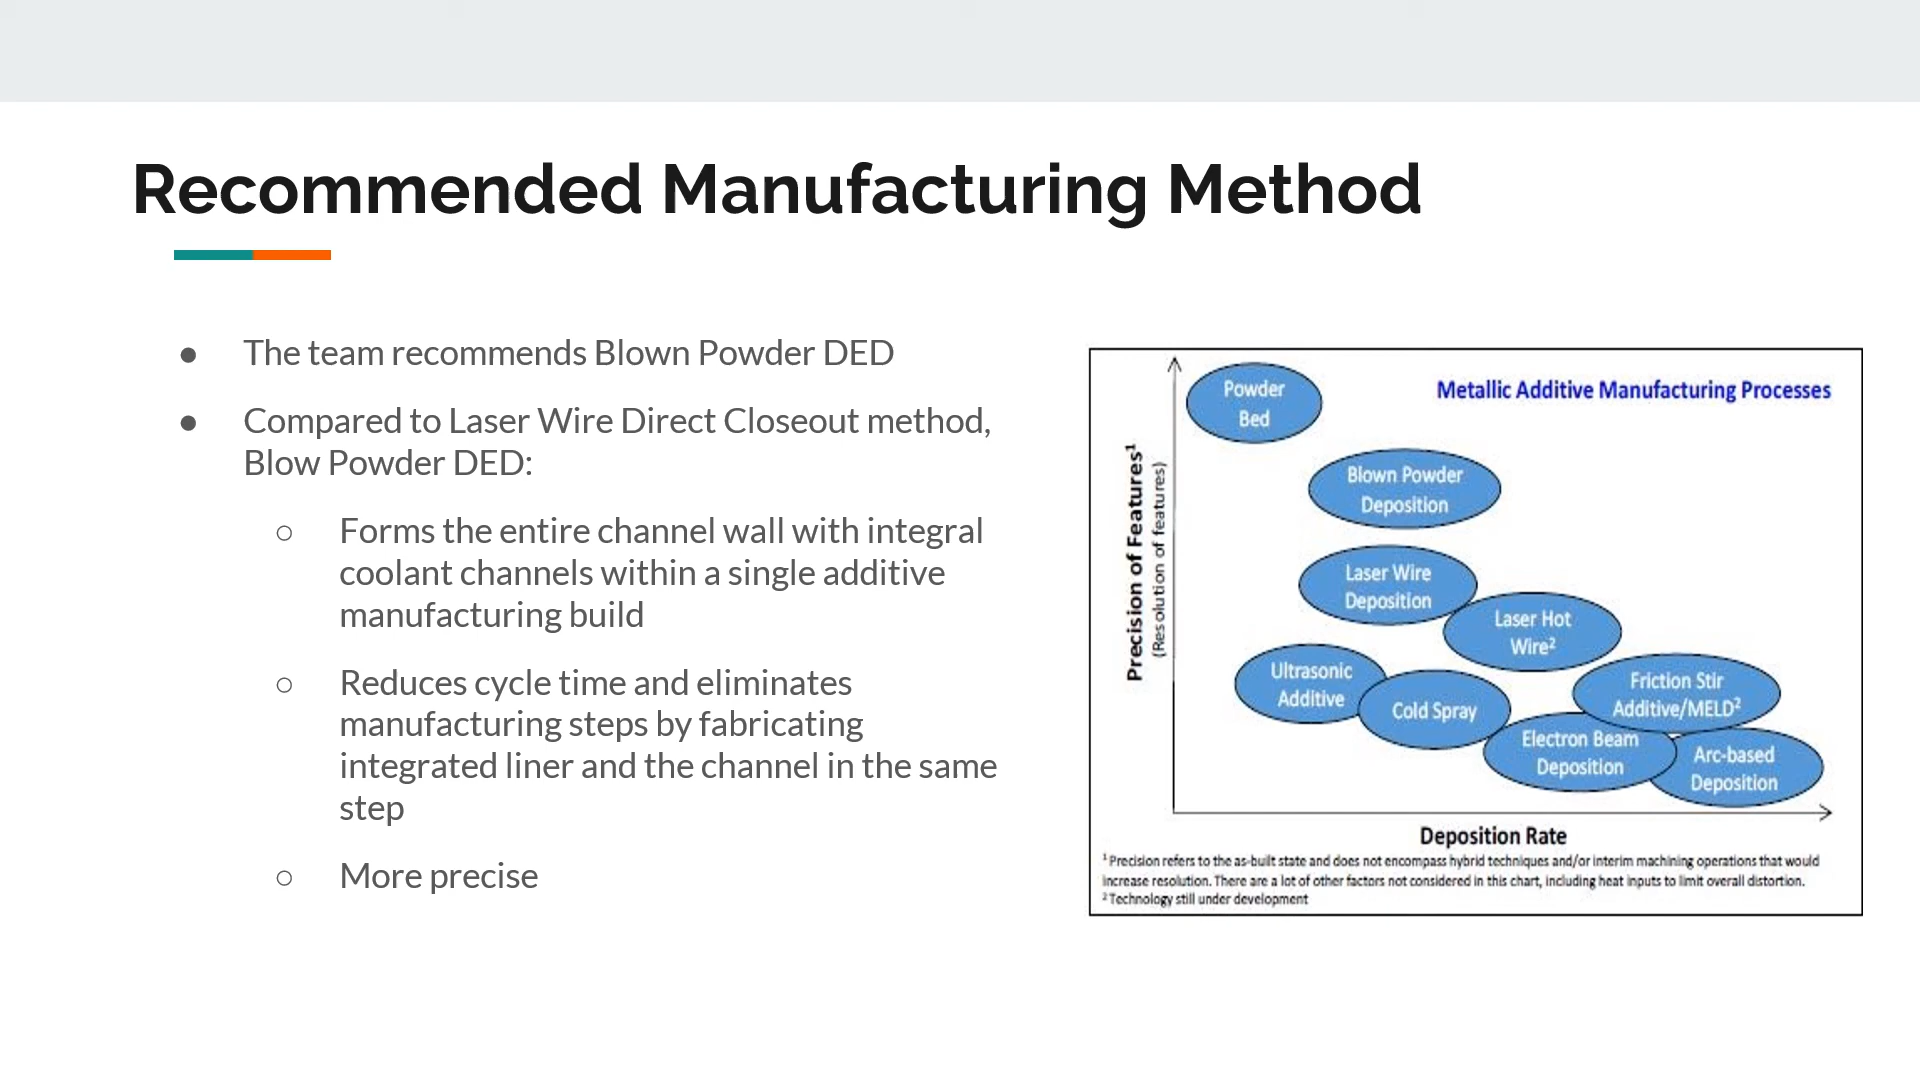 Recommended Manufacturing Method
● The team recommends Blown Powder DED
● Compared to Laser Wire Direct Closeout method,
Blow Powder DED:
○ Forms the entire channel wall with integral
coolant channels within a single additive
manufacturing build
○ Reduces cycle time and eliminates
manufacturing steps by fabricating
integrated liner and the channel in the same
step
○ More precise
Metallic Additive Manufacturing Processes
Precision of Features¹
(Resolution of features)
Powder
Bed
Blown Powder
Deposition
Laser Wire
Deposition
Laser Hot
Wire²
Ultrasonic
Additive
Cold Spray
Friction Stir
Additive/MELD²
Electron Beam
Deposition
Arc-based
Deposition
Deposition Rate
¹ Precision refers to the as-built state and does not encompass hybrid techniques and/or interim machining operations that would
increase resolution. There are a lot of other factors not considered in this chart, including heat inputs to limit overall distortion.
² Technology still under development